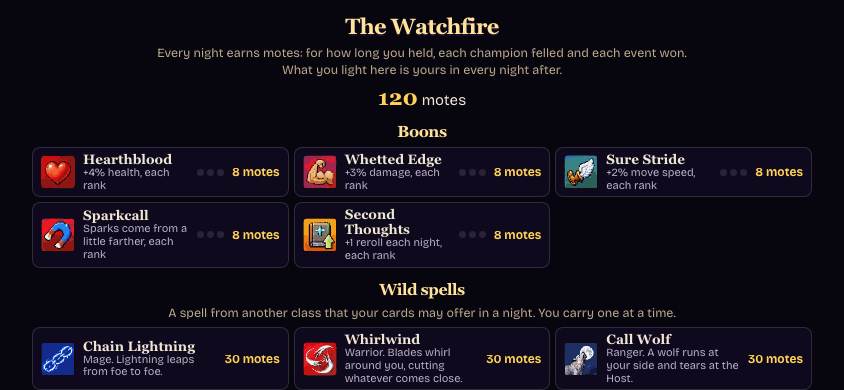 The Watchfire
Every night earns motes: for how long you held, each champion felled and each event won.
What you light here is yours in every night after.
120 motes
Boons
Hearthblood
+4% health, each
rank
8 motes
Whetted Edge
+3% damage, each
rank
8 motes
Sure Stride
+2% move speed,
each rank
8 motes
Sparkcall
Sparks come from a
little farther, each
rank
8 motes
Second
Thoughts
+1 reroll each night,
each rank
8 motes
Wild spells
A spell from another class that your cards may offer in a night. You carry one at a time.
Chain Lightning
Mage. Lightning leaps
from foe to foe.
30 motes
Whirlwind
Warrior. Blades whirl
around you, cutting
whatever comes close.
30 motes
Call Wolf
Ranger. A wolf runs at
your side and tears at the
Host.
30 motes